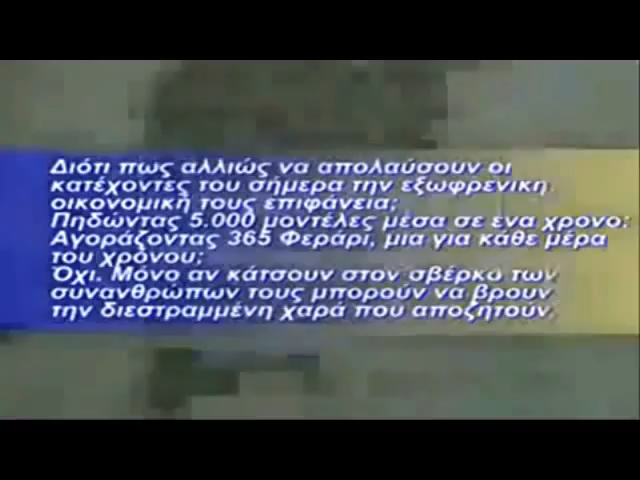 Διότι πως αλλιώς να απολαύσουν οι
κατέχοντες του σήμερα την εξωφρενικη
οικονομική τους επιφάνεια;
Πηδώντας 5.000 μοντέλες μέσα σε ενα χρονο;
Αγοράζοντας 365 Φεράρι, μια για κάθε μέρα
του χρόνου;
Όχι. Μόνο αν κάτσουν στον σβέρκο των
συνανθρώπων τους μπορούν να βρουν
την διεστραμμένη χαρά που αποζητούν.